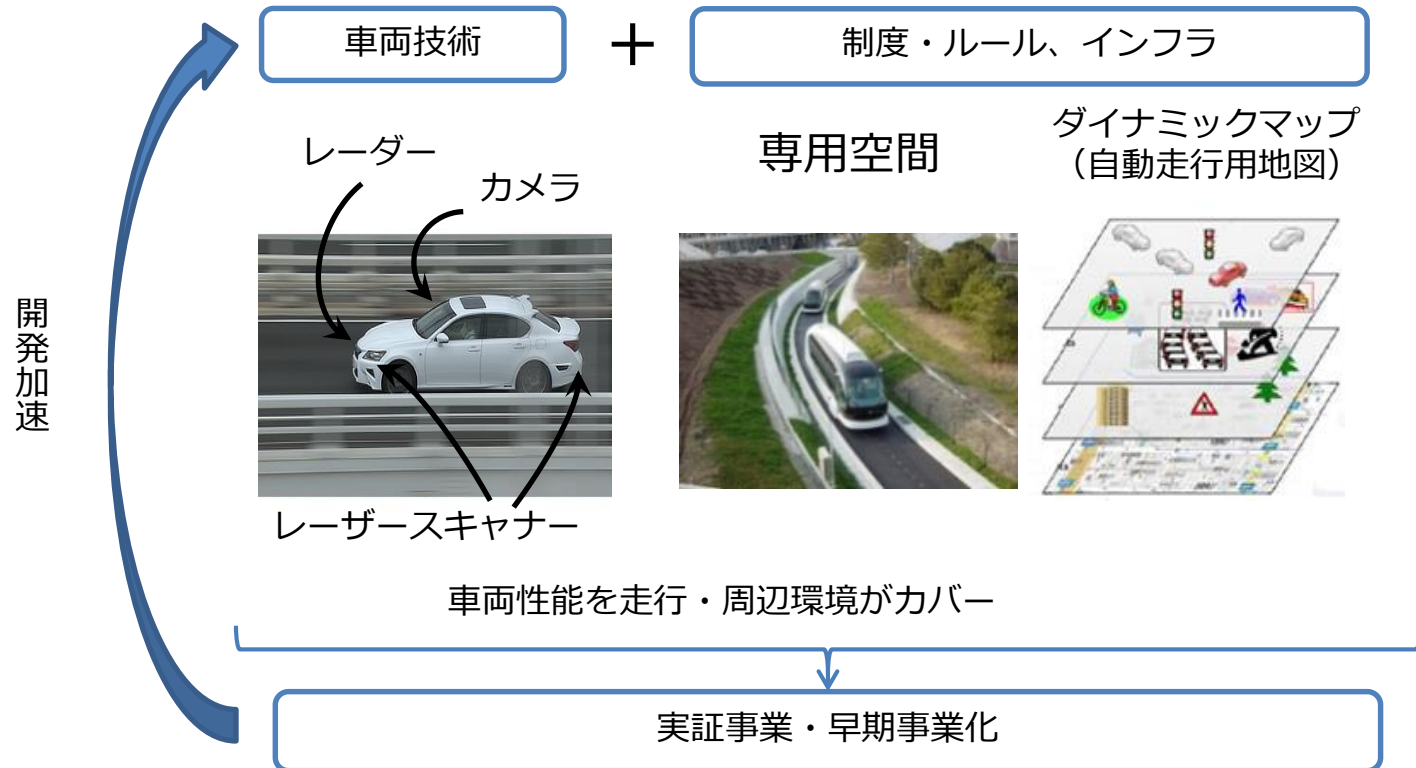 車両技術
＋
制度・ルール、インフラ
レーダー
カメラ
専用空間
ダイナミックマップ
（自動走行用地図）
開発加速
レーザースキャナー
車両性能を走行・周辺環境がカバー
実証事業・早期事業化